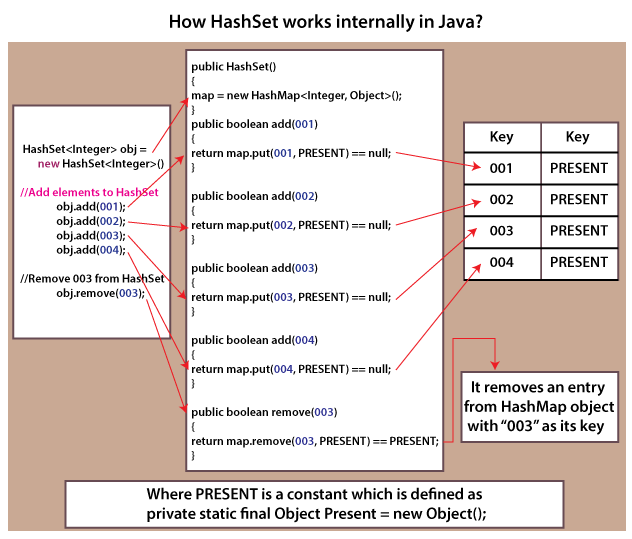 How HashSet works internally in Java?
HashSet<Integer> obj =
new HashSet<Integer>()
//Add elements to HashSet
obj.add(001);
obj.add(002);
obj.add(003);
obj.add(004);
//Remove 003 from HashSet
obj.remove(003);
public HashSet()
{
map = new HashMap<Integer, Object>();
}
public boolean add(001)
{
return map.put(001, PRESENT) == null;
}
public boolean add(002)
{
return map.put(002, PRESENT) == null;
}
public boolean add(003)
{
return map.put(003, PRESENT) == null;
}
public boolean add(004)
{
return map.put(004, PRESENT) == null;
}
public boolean remove(003)
{
return map.remove(003, PRESENT) == PRESENT;
}
Key Key
001 PRESENT
002 PRESENT
003 PRESENT
004 PRESENT
It removes an entry
from HashMap object
with “003” as its key
Where PRESENT is a constant which is defined as
private static final Object Present = new Object();